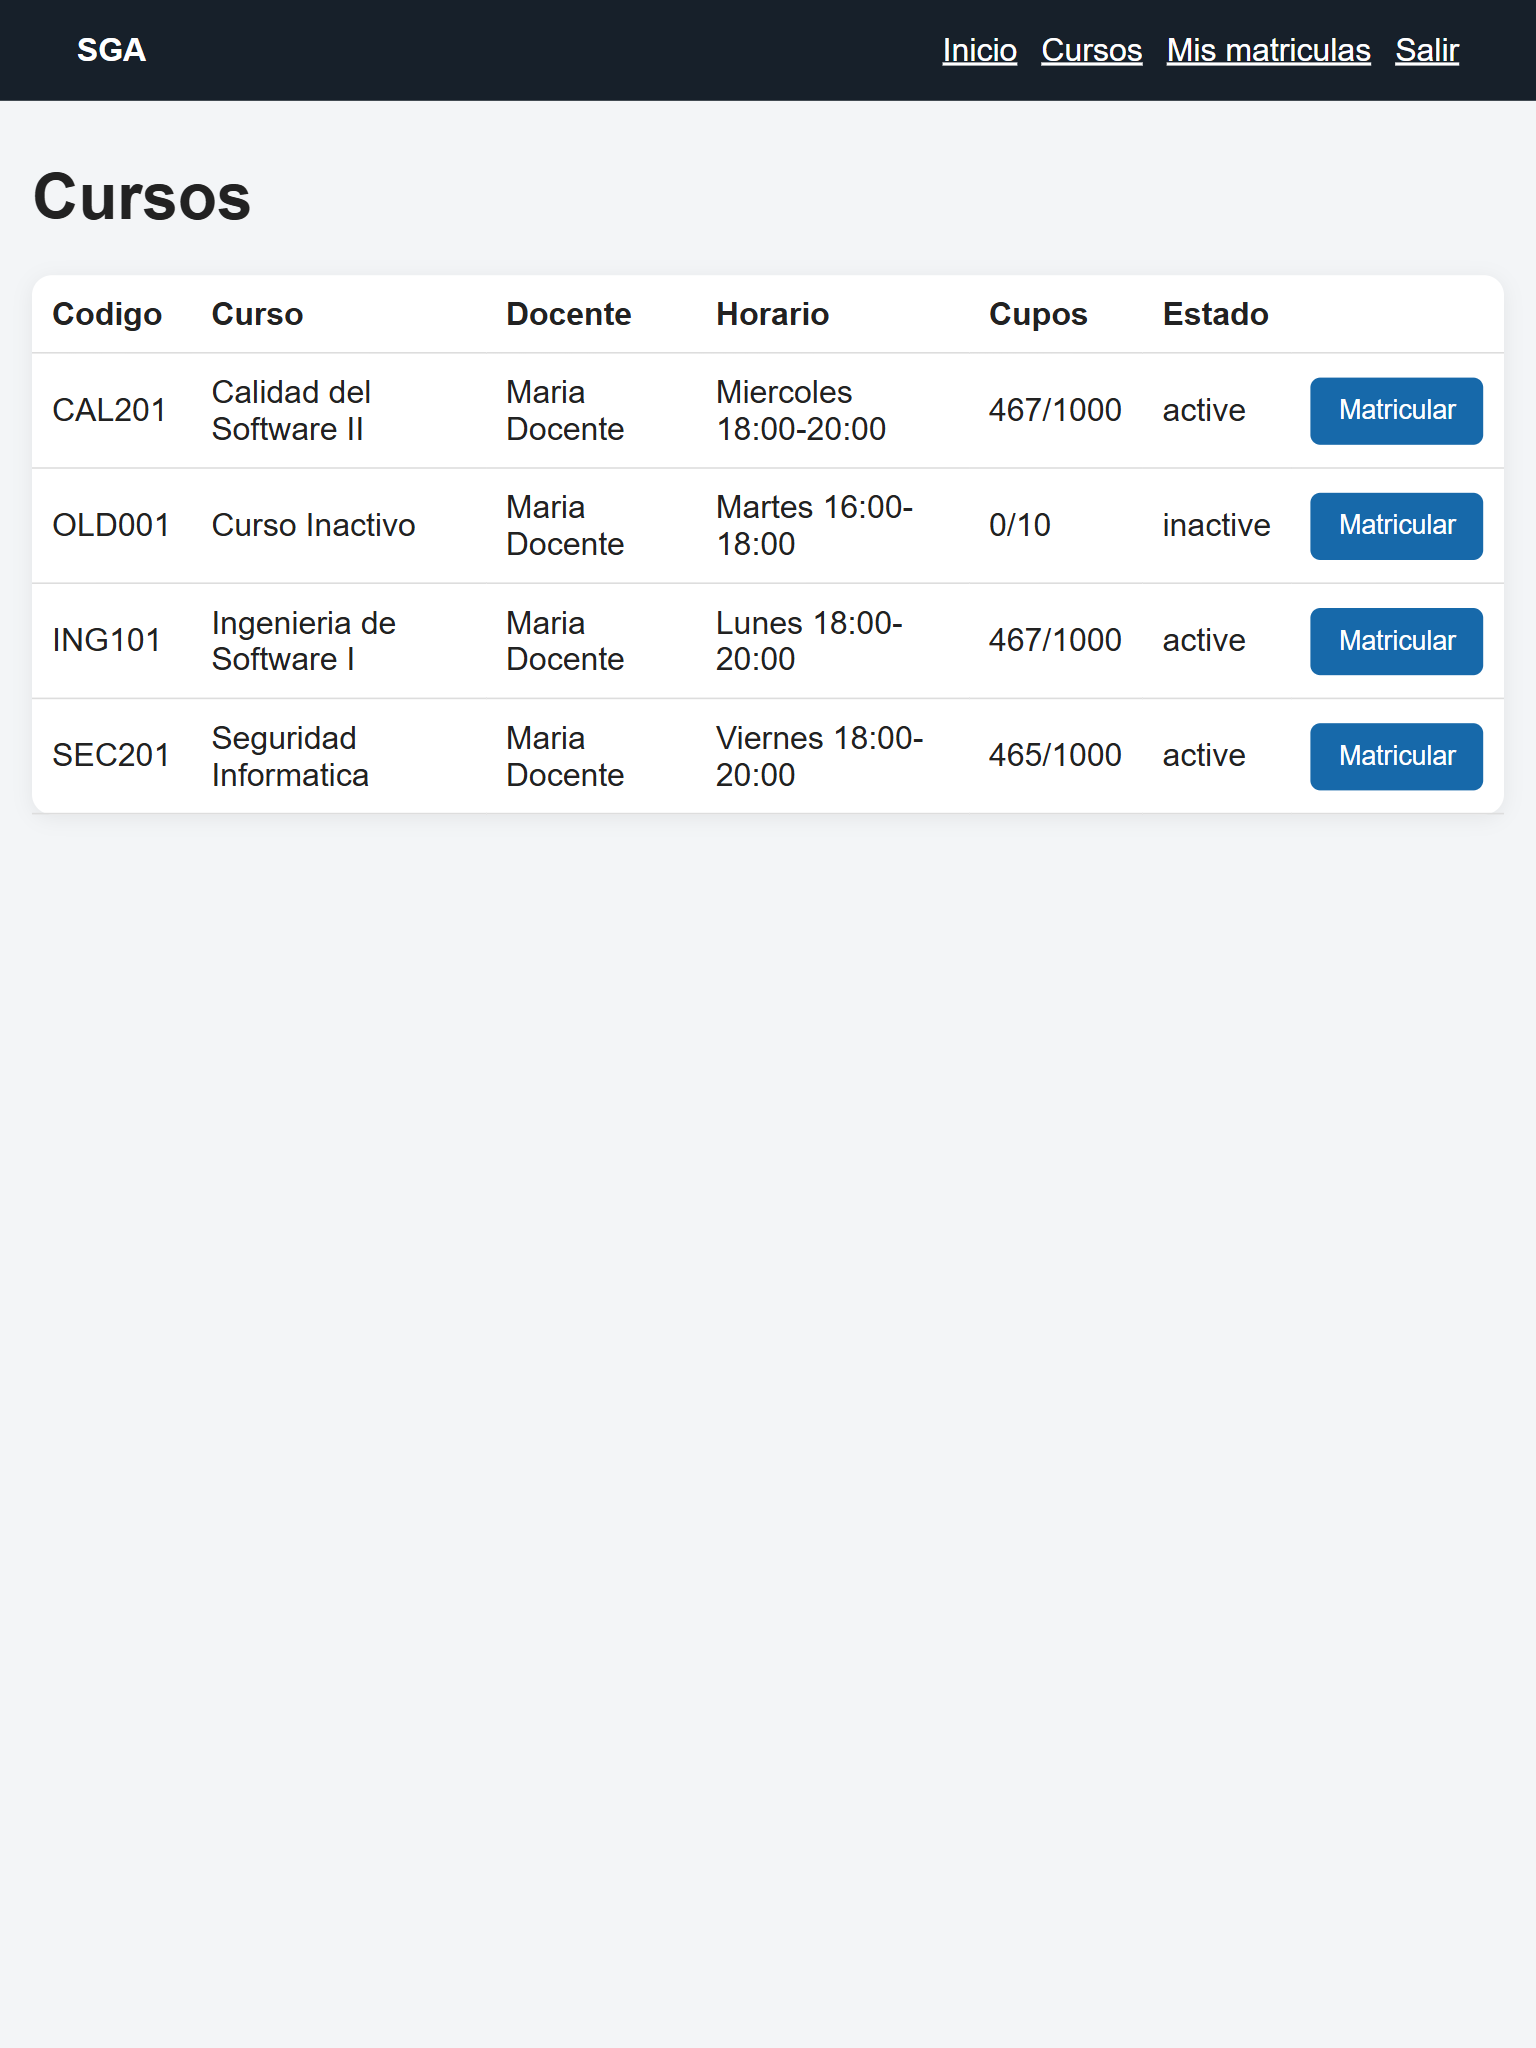 SGA Inicio Cursos Mis matriculas Salir
Cursos
Codigo Curso Docente Horario Cupos Estado
CAL201 Calidad del Software II Maria Docente Miercoles 18:00-20:00 467/1000 active Matricular
OLD001 Curso Inactivo Maria Docente Martes 16:00-18:00 0/10 inactive Matricular
ING101 Ingenieria de Software I Maria Docente Lunes 18:00-20:00 467/1000 active Matricular
SEC201 Seguridad Informatica Maria Docente Viernes 18:00-20:00 465/1000 active Matricular